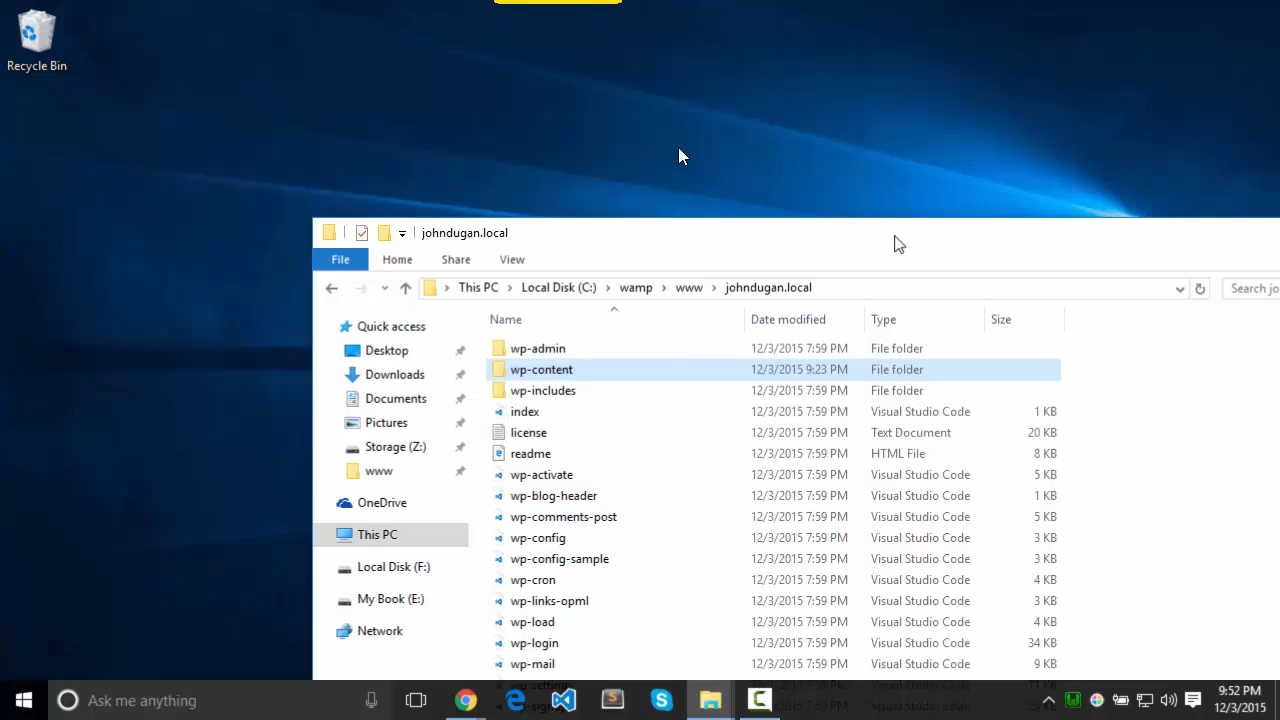 Recycle Bin
johndugan.local
File Home Share View
This PC Local Disk (C:) wamp www johndugan.local Search jo
Name Date modified Type Size
Quick access
Desktop
Downloads
Documents
Pictures
Storage (Z:)
www
OneDrive
This PC
Local Disk (F:)
My Book (E:)
Network
wp-admin 12/3/2015 7:59 PM File folder
wp-content 12/3/2015 9:23 PM File folder
wp-includes 12/3/2015 7:59 PM File folder
index 12/3/2015 7:59 PM Visual Studio Code 1 KB
license 12/3/2015 7:59 PM Text Document 20 KB
readme 12/3/2015 7:59 PM HTML File 8 KB
wp-activate 12/3/2015 7:59 PM Visual Studio Code 5 KB
wp-blog-header 12/3/2015 7:59 PM Visual Studio Code 1 KB
wp-comments-post 12/3/2015 7:59 PM Visual Studio Code 5 KB
wp-config 12/3/2015 7:59 PM Visual Studio Code 3 KB
wp-config-sample 12/3/2015 7:59 PM Visual Studio Code 3 KB
wp-cron 12/3/2015 7:59 PM Visual Studio Code 4 KB
wp-links-opml 12/3/2015 7:59 PM Visual Studio Code 3 KB
wp-load 12/3/2015 7:59 PM Visual Studio Code 4 KB
wp-login 12/3/2015 7:59 PM Visual Studio Code 34 KB
wp-mail 12/3/2015 7:59 PM Visual Studio Code 9 KB
Ask me anything
9:52 PM
12/3/2015